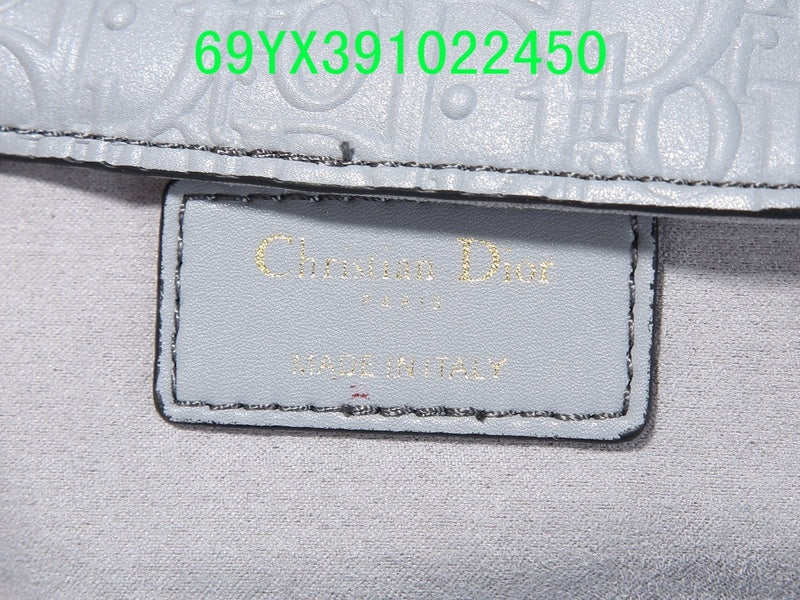 69YX391022450
Christian Dior
PARIS
MADE IN ITALY